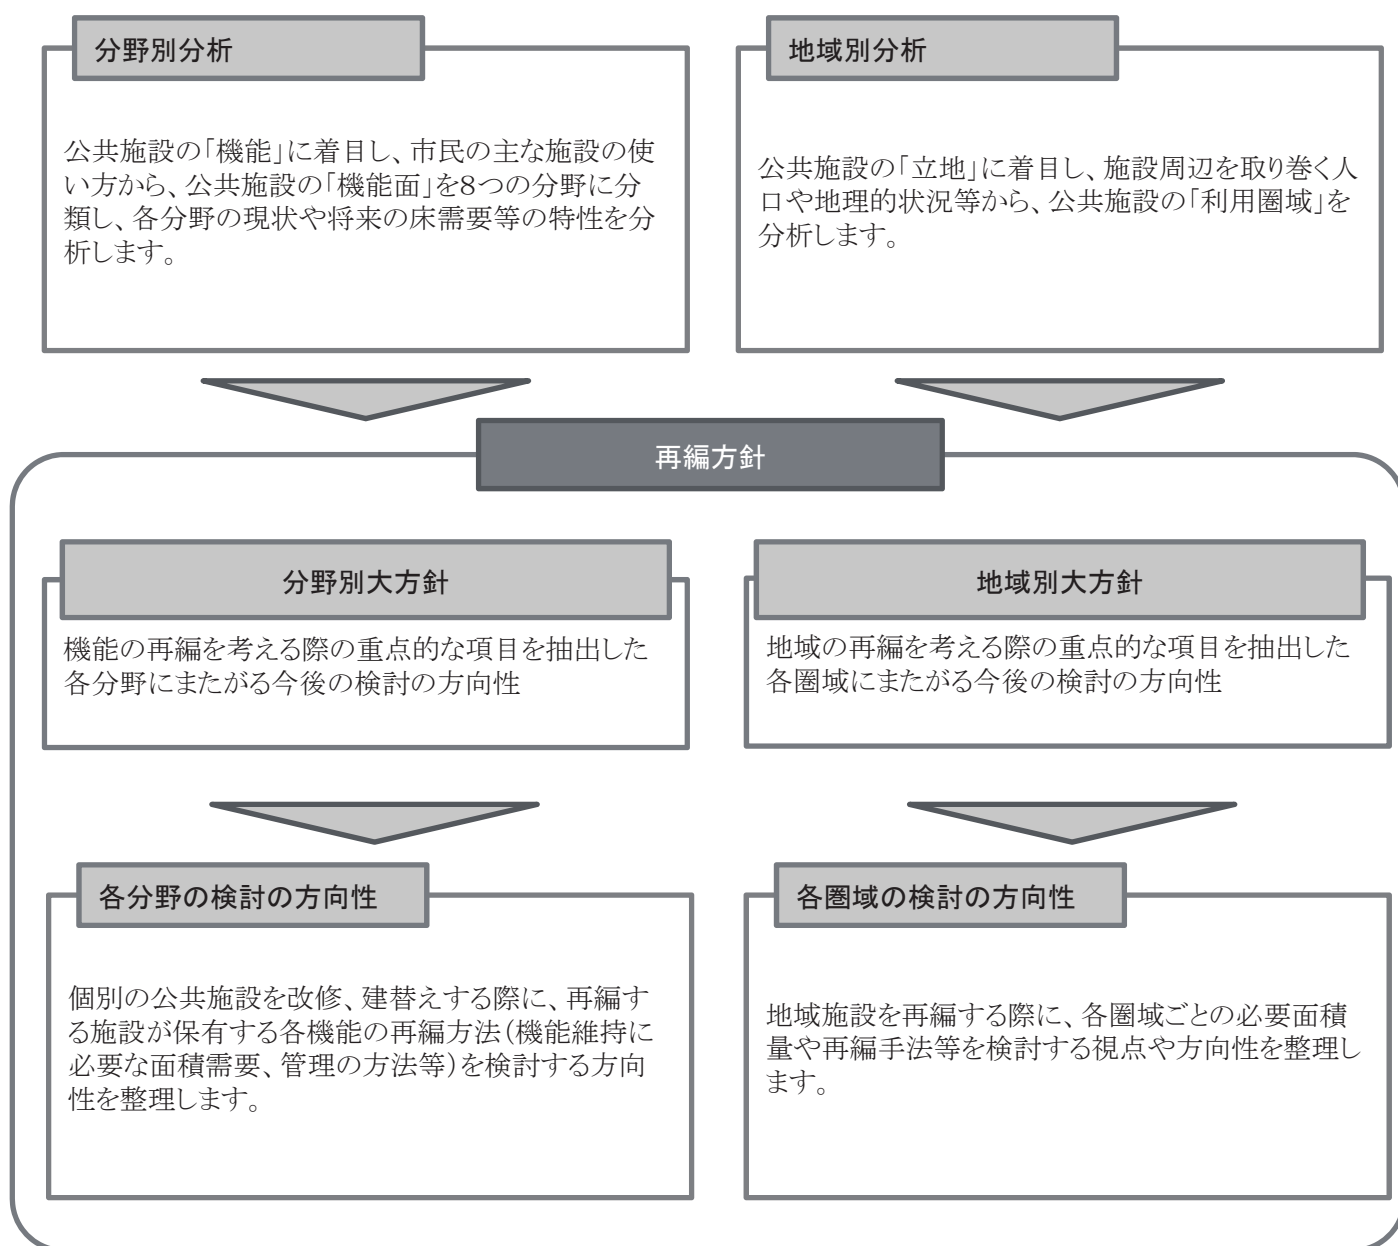 分野別分析
公共施設の「機能」に着目し、市民の主な施設の使
い方から、公共施設の「機能面」を8つの分野に分
類し、各分野の現状や将来の床需要等の特性を分
析します。
地域別分析
公共施設の「立地」に着目し、施設周辺を取り巻く人
口や地理的状況等から、公共施設の「利用圏域」を
分析します。
再編方針
分野別大方針
機能の再編を考える際の重点的な項目を抽出した
各分野にまたがる今後の検討の方向性
地域別大方針
地域の再編を考える際の重点的な項目を抽出した
各圏域にまたがる今後の検討の方向性
各分野の検討の方向性
個別の公共施設を改修、建替えする際に、再編す
る施設が保有する各機能の再編方法(機能維持に
必要な面積需要、管理の方法等)を検討する方向
性を整理します。
各圏域の検討の方向性
地域施設を再編する際に、各圏域ごとの必要面積
量や再編手法等を検討する視点や方向性を整理し
ます。